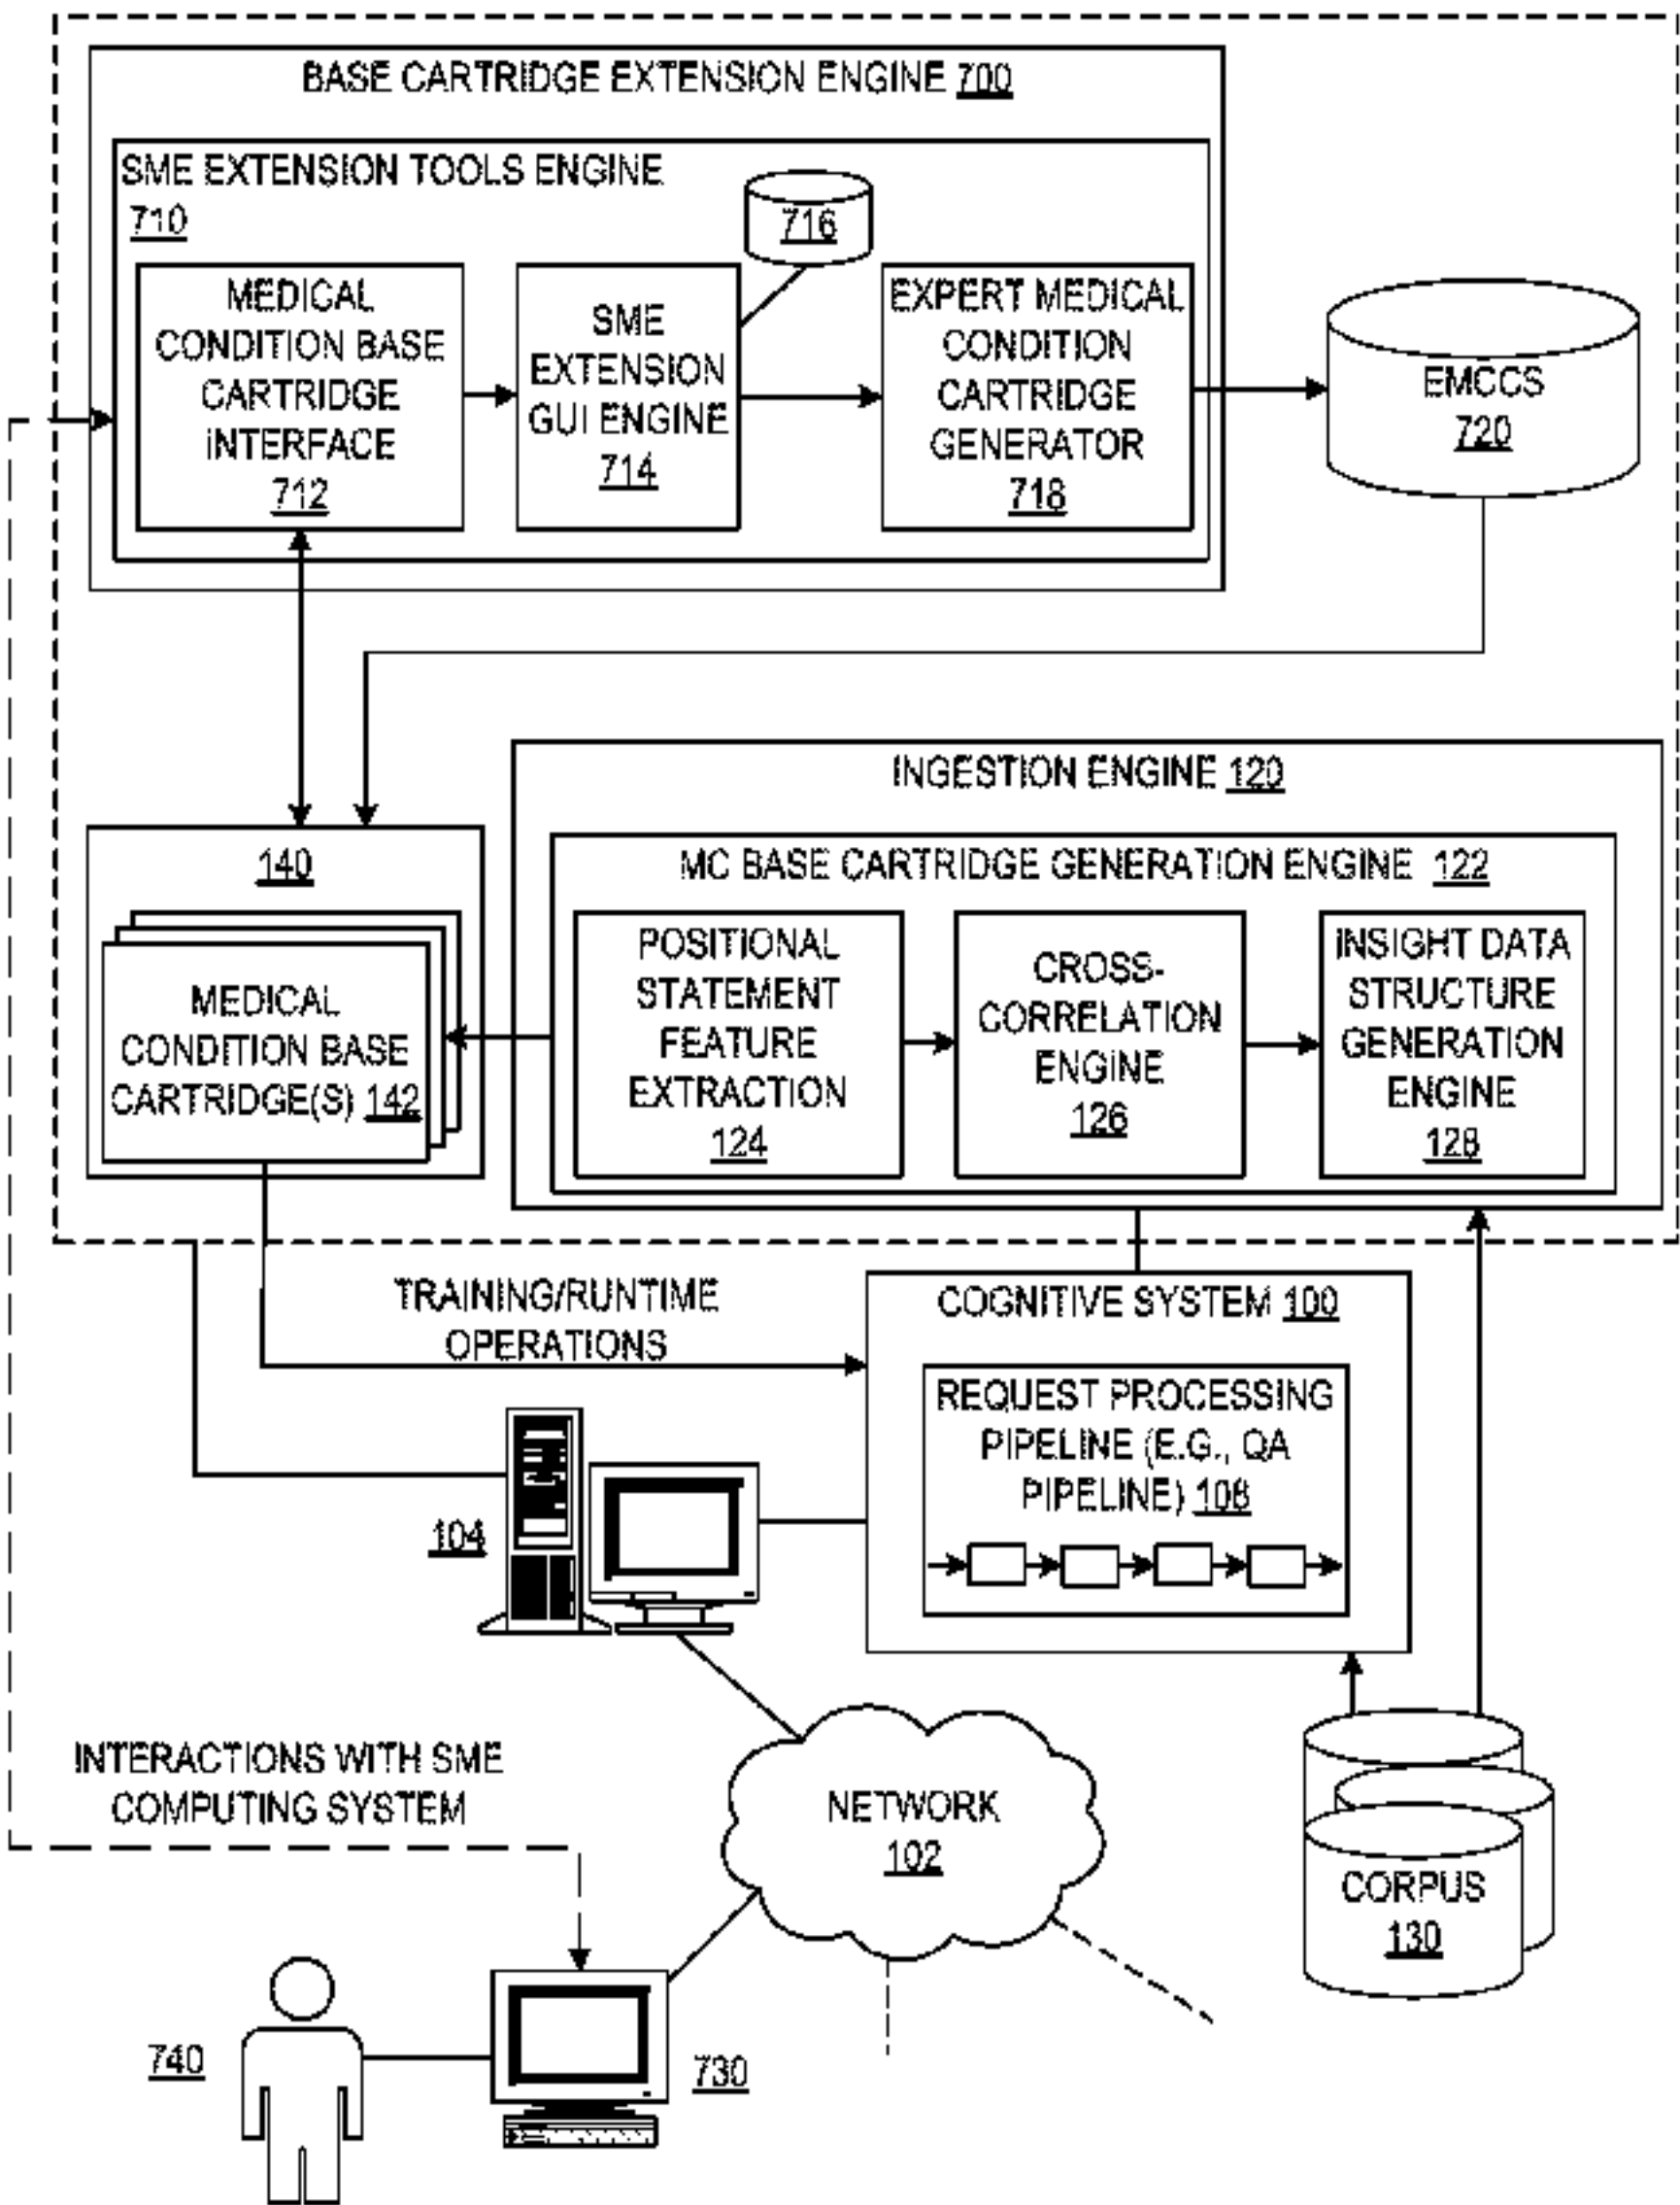 BASE CARTRIDGE EXTENSION ENGINE 700
SME EXTENSION TOOLS ENGINE
710
716
MEDICAL
CONDITION BASE
CARTRIDGE
INTERFACE
712
SME
EXTENSION
GUI ENGINE
714
EXPERT MEDICAL
CONDITION
CARTRIDGE
GENERATOR
718
EMCCS
720
INGESTION ENGINE 120
140
MC BASE CARTRIDGE GENERATION ENGINE 122
MEDICAL
CONDITION BASE
CARTRIDGE(S) 142
POSITIONAL
STATEMENT
FEATURE
EXTRACTION
124
CROSS-
CORRELATION
ENGINE
126
INSIGHT DATA
STRUCTURE
GENERATION
ENGINE
128
TRAINING/RUNTIME
OPERATIONS
COGNITIVE SYSTEM 100
REQUEST PROCESSING
PIPELINE (E.G., QA
PIPELINE) 108
104
INTERACTIONS WITH SME
COMPUTING SYSTEM
NETWORK
102
CORPUS
130
740
730